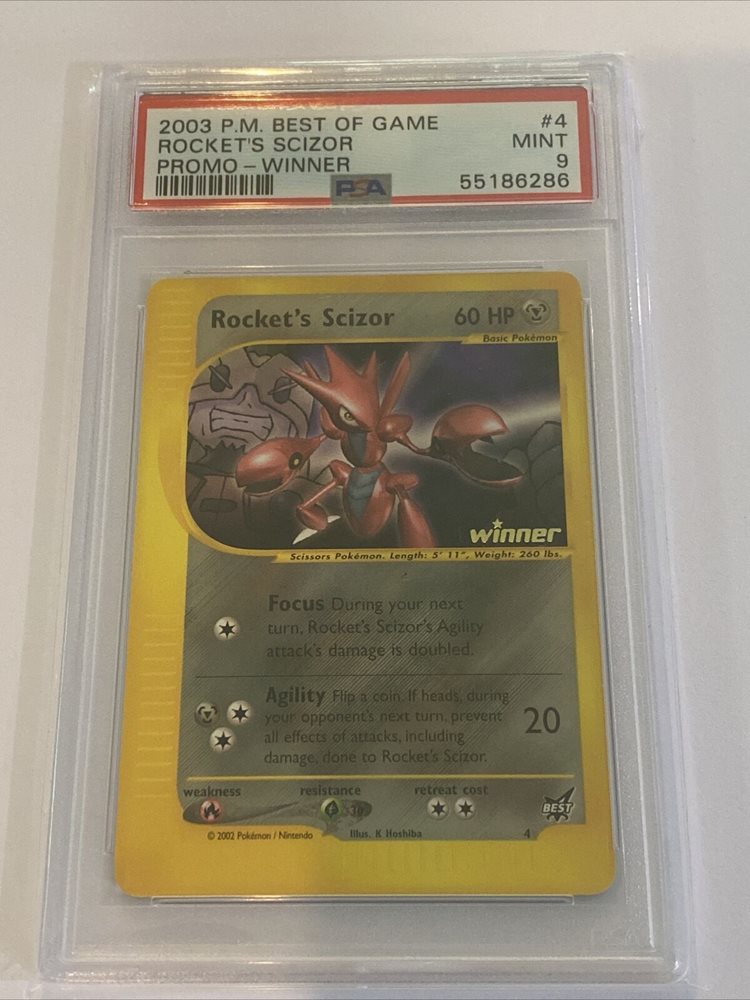 2003 P.M. BEST OF GAME #4
ROCKET'S SCIZOR MINT
PROMO – WINNER 9
PSA 55186286
Rocket's Scizor 60 HP
Basic Pokémon
winner
Scissors Pokémon. Length: 5' 11", Weight: 260 lbs.
Focus During your next
turn, Rocket's Scizor's Agility
attack's damage is doubled.
Agility Flip a coin. If heads, during
your opponent's next turn, prevent
all effects of attacks, including
damage, done to Rocket's Scizor.
20
weakness resistance retreat cost
-30
BEST
© 2002 Pokémon / Nintendo Illus. K Hoshiba 4